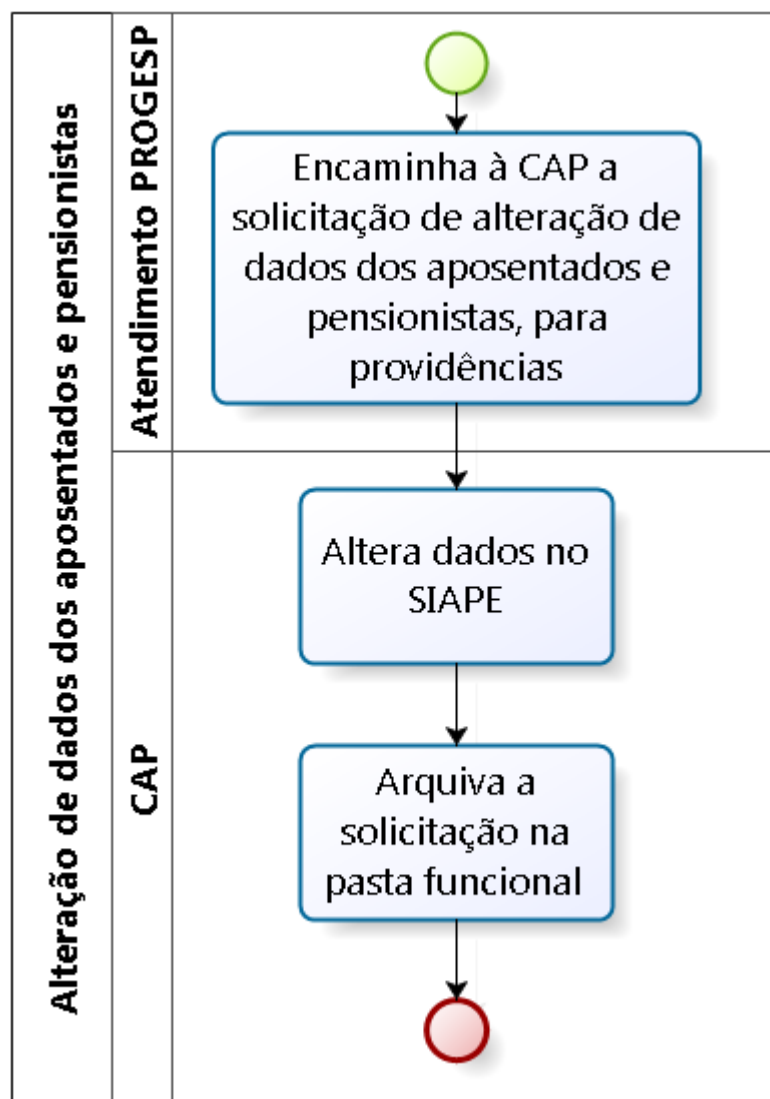 Alteração de dados dos aposentados e pensionistas
Atendimento PROGESP
Encaminha à CAP a
solicitação de alteração de
dados dos aposentados e
pensionistas, para
providências
CAP
Altera dados no
SIAPE
Arquiva a
solicitação na
pasta funcional